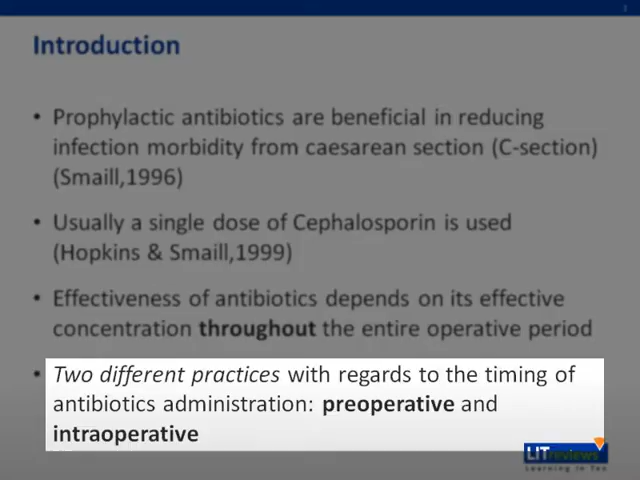 Introduction
• Prophylactic antibiotics are beneficial in reducing
infection morbidity from caesarean section (C-section)
(Smaill,1996)
• Usually a single dose of Cephalosporin is used
(Hopkins & Smaill,1999)
• Effectiveness of antibiotics depends on its effective
concentration throughout the entire operative period
• Two different practices with regards to the timing of
antibiotics administration: preoperative and
intraoperative
LITreviews
Learning in Ten